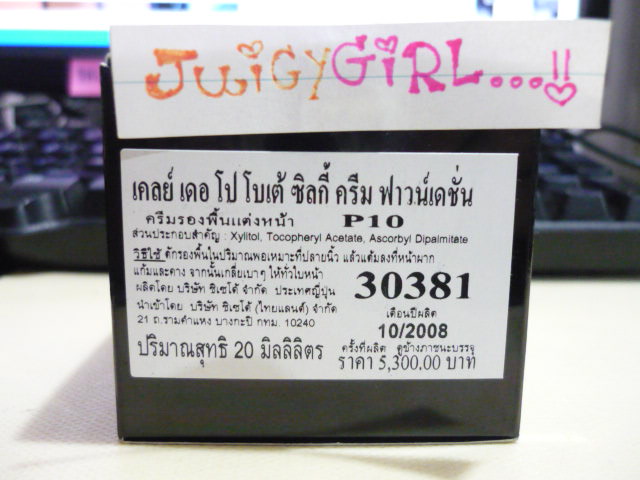 JwigyGiRL...!!
เคลย์ เดอ โป โบเต้ ซิลกี้ ครีม ฟาวน์เดชั่น
ครีมรองพื้นแต่งหน้า P10
ส่วนประกอบสำคัญ : Xylitol, Tocopheryl Acetate, Ascorbyl Dipalmitate
วิธีใช้ ตักรองพื้นในปริมาณพอเหมาะที่ปลายนิ้ว แล้วแต้มลงที่หน้าผาก
แก้มและคาง จากนั้นเกลี่ยเบาๆ ให้ทั่วใบหน้า
ผลิตโดย บริษัท ชิเซโด้ จำกัด ประเทศญี่ปุ่น
นำเข้าโดย บริษัท ชิเซโด้ (ไทยแลนด์) จำกัด
21 ถ.รามคำแหง บางกะปิ กทม. 10240
30381
เดือนปีผลิต
10/2008
ปริมาณสุทธิ 20 มิลลิลิตร
ครั้งที่ผลิต ดูข้างภาชนะบรรจุ
ราคา 5,300.00 บาท